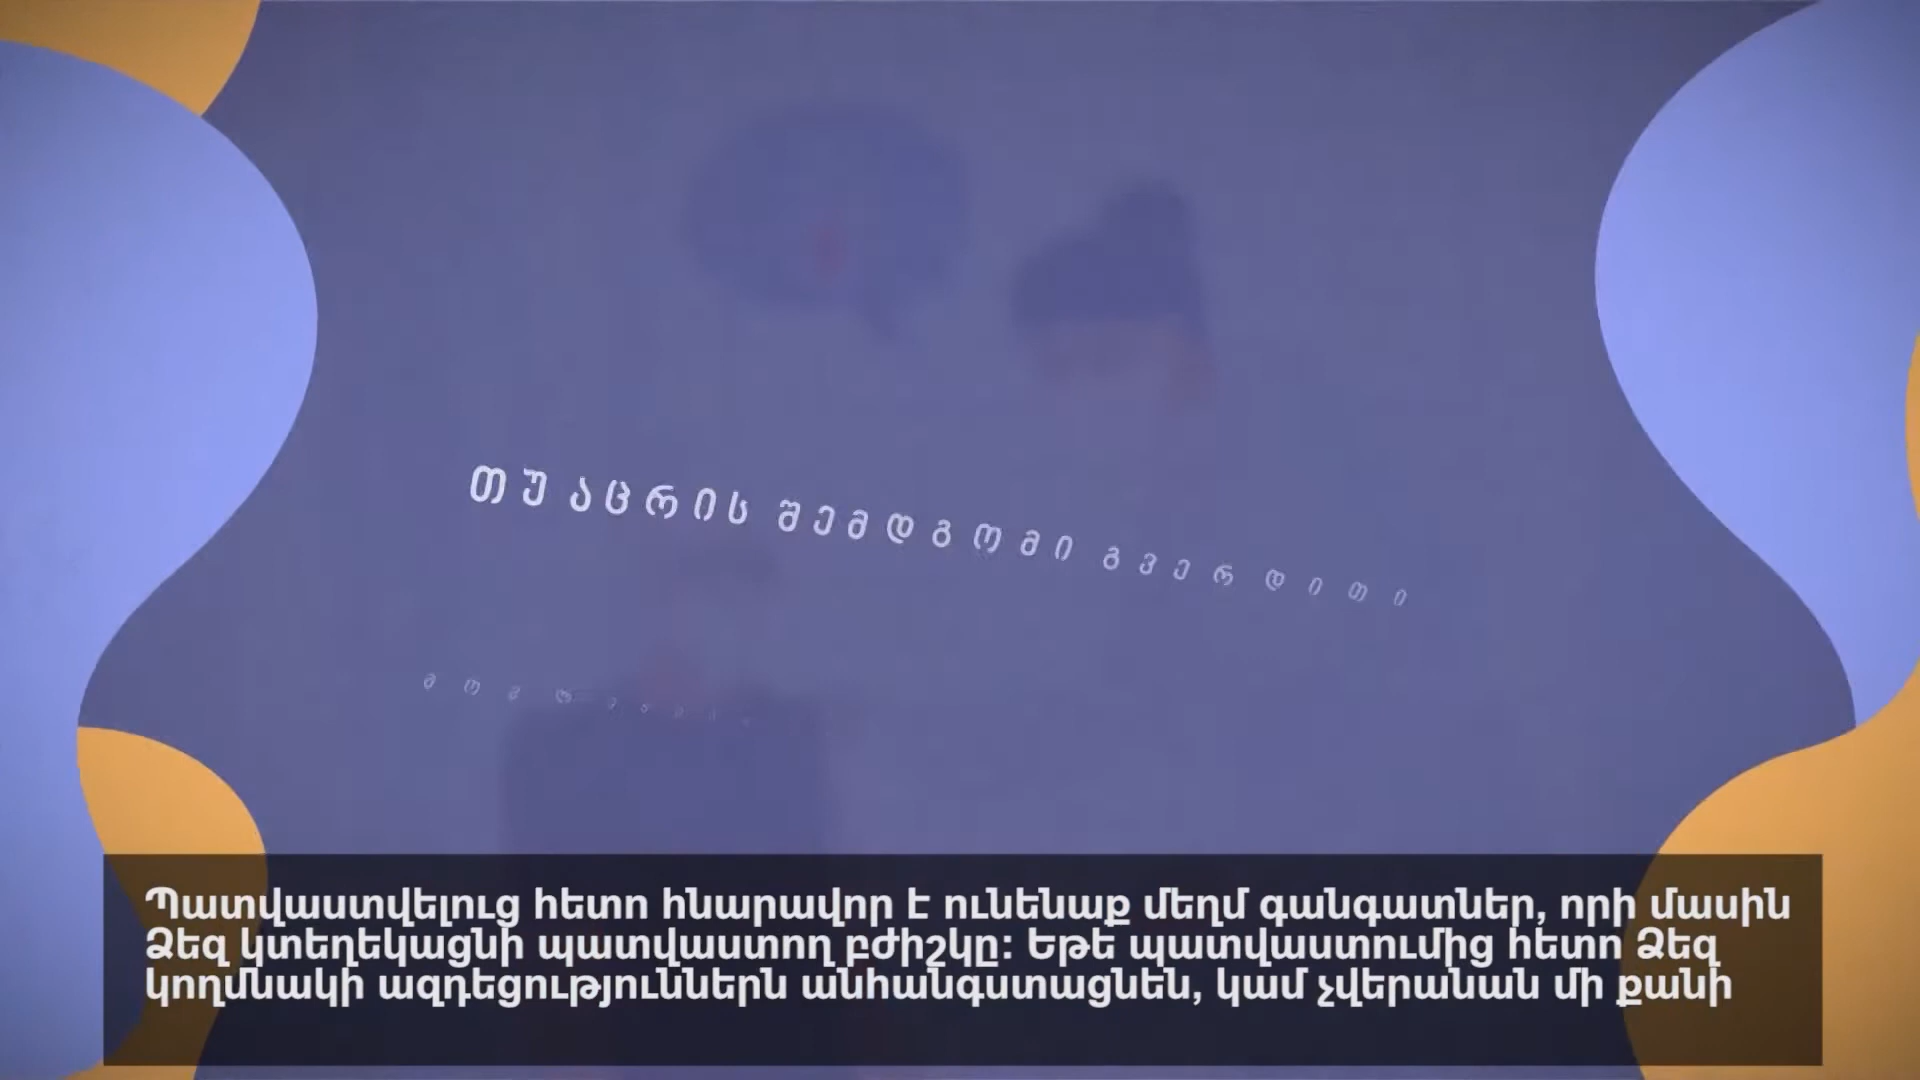 თუ აცრის შემდგომი გვერდითი
Պատվաստվելուց հետո հնարավոր է ունենաք մեղմ գանգատներ, որի մասին
Ձեզ կտեղեկացնի պատվաստող բժիշկը: Եթե պատվաստումից հետո Ձեզ
կողմնակի ազդեցություններն անհանգստացնեն, կամ չվերանան մի քանի